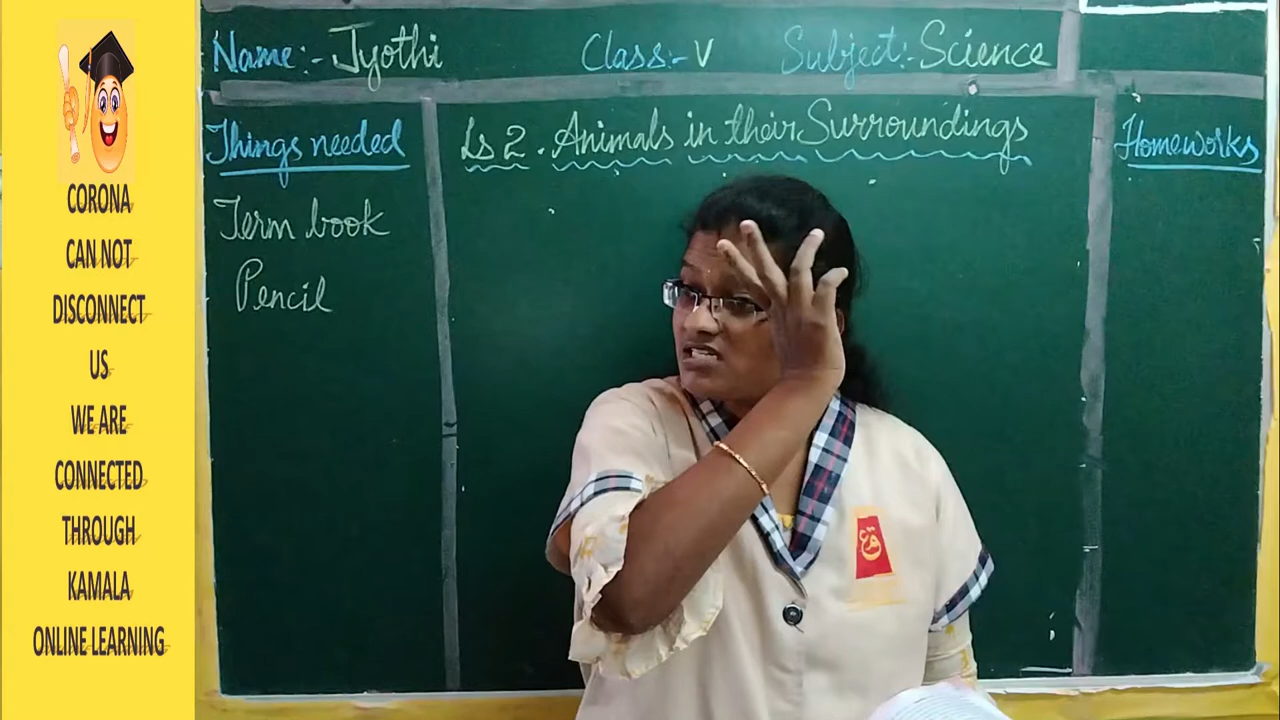 CORONA
CAN NOT
DISCONNECT
US
WE ARE
CONNECTED
THROUGH
KAMALA
ONLINE LEARNING
Name:- Jyothi Class:- V Subject:- Science
Things needed
Term book
Pencil
Ls 2. Animals in their Surroundings
Homeworks